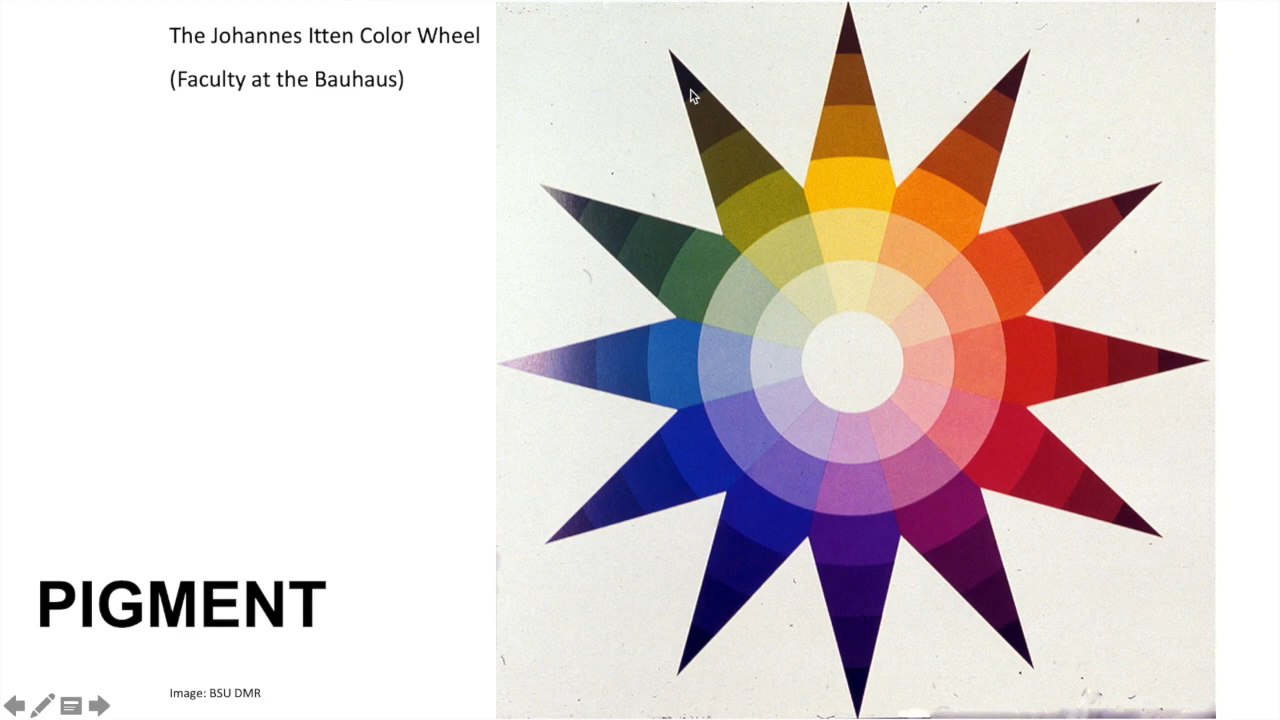 The Johannes Itten Color Wheel
(Faculty at the Bauhaus)
PIGMENT
Image: BSU DMR